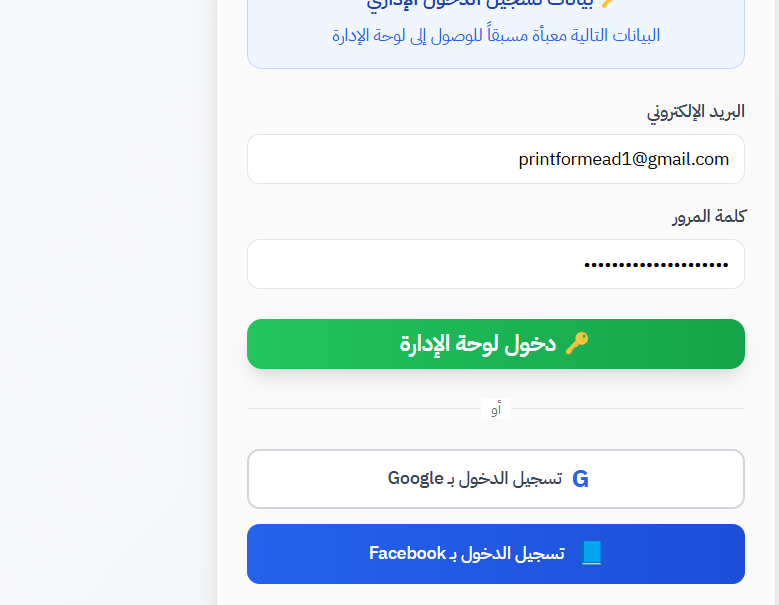 بيانات تسجيل الدخول الإداري
البيانات التالية معبأة مسبقاً للوصول إلى لوحة الإدارة
البريد الإلكتروني
printformead1@gmail.com
كلمة المرور
دخول لوحة الإدارة
أو
تسجيل الدخول بـ Google
تسجيل الدخول بـ Facebook